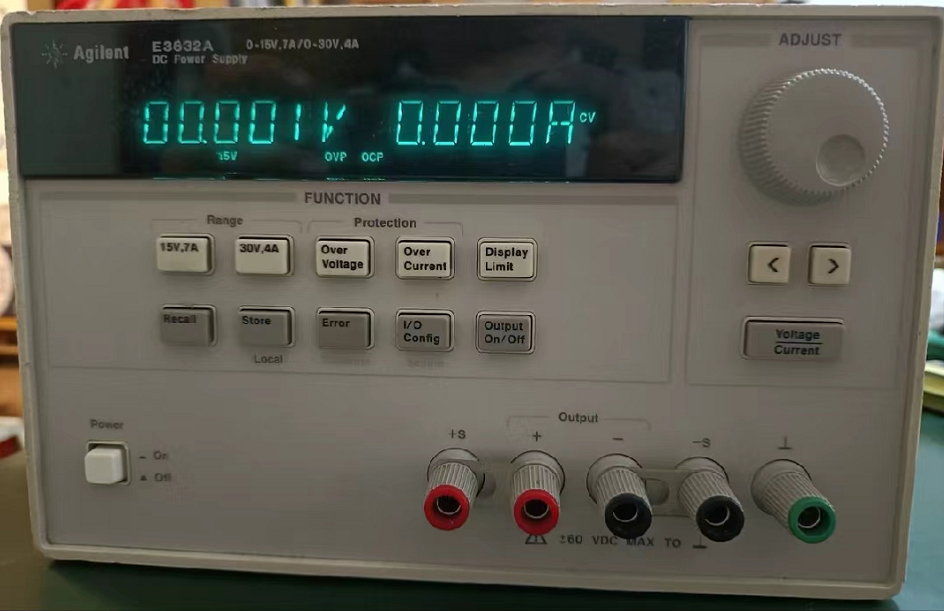 Agilent E3632A 0-15V,7A/0-30V,4A
DC Power Supply
00.001V 0.000A CV
15V OVP OCP
ADJUST
FUNCTION
Range Protection
15V,7A 30V,4A Over Voltage Over Current Display Limit
< >
Recall Store Error I/O Config Output On/Off
Voltage
Current
Local
Power
On
Off
Output
+S + − −S ⊥
±60 VDC MAX TO ⊥